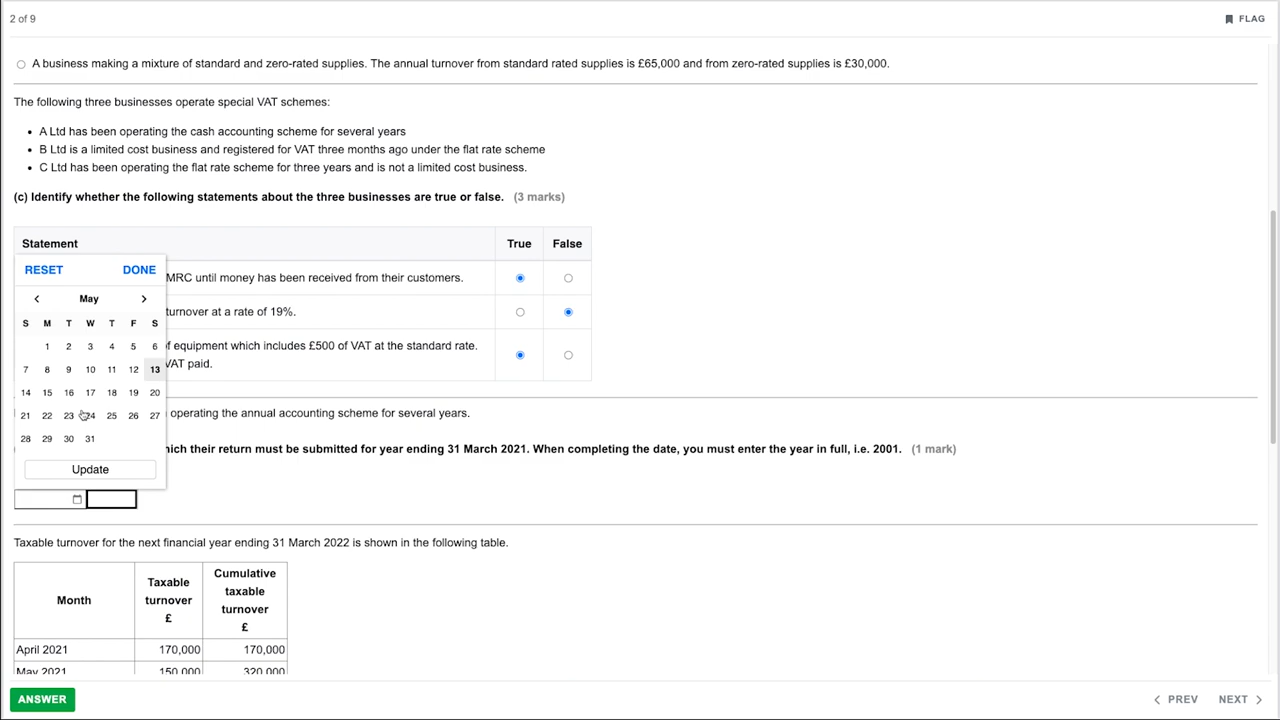 2 of 9
FLAG
A business making a mixture of standard and zero-rated supplies. The annual turnover from standard rated supplies is £65,000 and from zero-rated supplies is £30,000.
The following three businesses operate special VAT schemes:
• A Ltd has been operating the cash accounting scheme for several years
• B Ltd is a limited cost business and registered for VAT three months ago under the flat rate scheme
• C Ltd has been operating the flat rate scheme for three years and is not a limited cost business.
(c) Identify whether the following statements about the three businesses are true or false. (3 marks)
Statement True False
RESET DONE
MRC until money has been received from their customers.
< May >
turnover at a rate of 19%.
S M T W T F S
1 2 3 4 5 6
of equipment which includes £500 of VAT at the standard rate.
VAT paid.
7 8 9 10 11 12 13
14 15 16 17 18 19 20
21 22 23 24 25 26 27
operating the annual accounting scheme for several years.
28 29 30 31
hich their return must be submitted for year ending 31 March 2021. When completing the date, you must enter the year in full, i.e. 2001. (1 mark)
Update
Taxable turnover for the next financial year ending 31 March 2022 is shown in the following table.
Month Taxable turnover £ Cumulative taxable turnover £
April 2021 170,000 170,000
May 2021 150,000 320,000
ANSWER
< PREV NEXT >